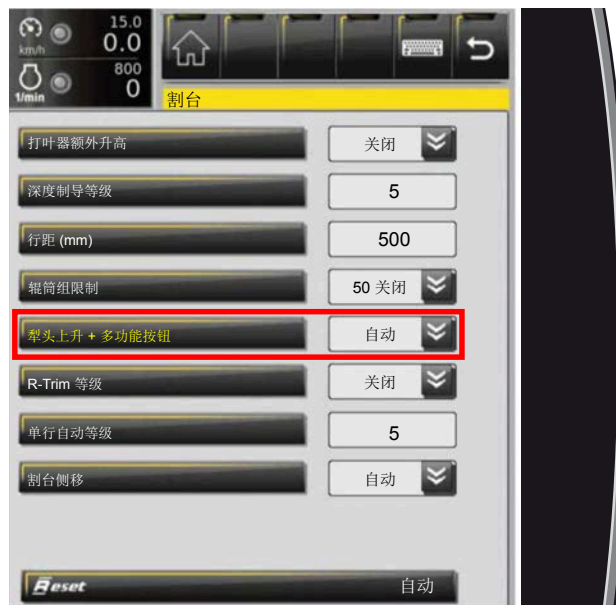 15.0
km/h 0.0
800
1/min 0
割台
打叶器额外升高 关闭
深度制导等级 5
行距 (mm) 500
辊筒组限制 50 关闭
犁头上升 + 多功能按钮 自动
R-Trim 等级 关闭
单行自动等级 5
割台侧移 自动
Reset 自动